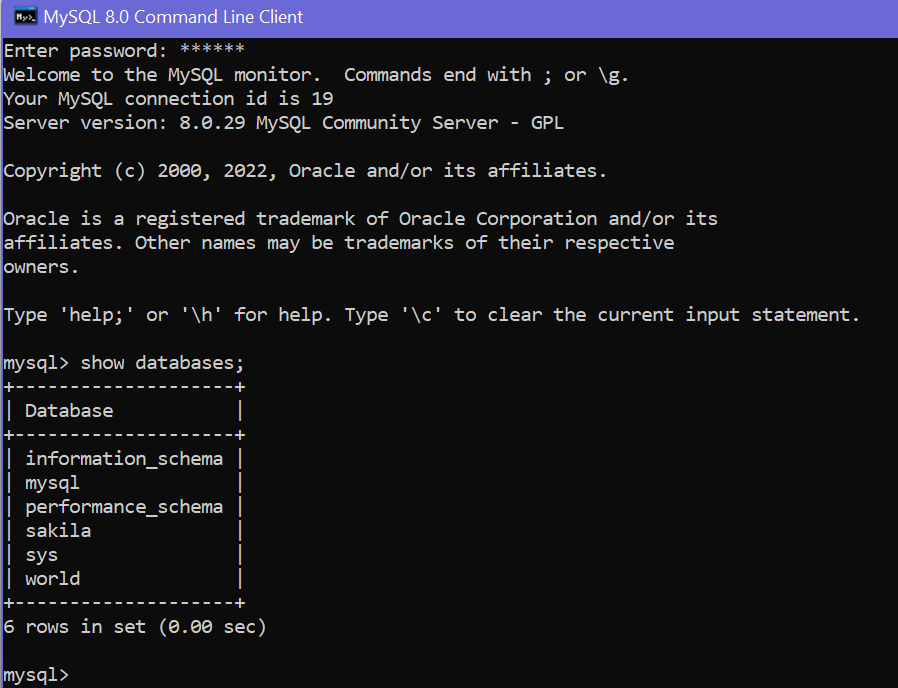 MySQL 8.0 Command Line Client
Enter password: ******
Welcome to the MySQL monitor.  Commands end with ; or \g.
Your MySQL connection id is 19
Server version: 8.0.29 MySQL Community Server - GPL

Copyright (c) 2000, 2022, Oracle and/or its affiliates.

Oracle is a registered trademark of Oracle Corporation and/or its
affiliates. Other names may be trademarks of their respective
owners.

Type 'help;' or '\h' for help. Type '\c' to clear the current input statement.

mysql> show databases;
+--------------------+
| Database           |
+--------------------+
| information_schema |
| mysql              |
| performance_schema |
| sakila             |
| sys                |
| world              |
+--------------------+
6 rows in set (0.00 sec)

mysql>